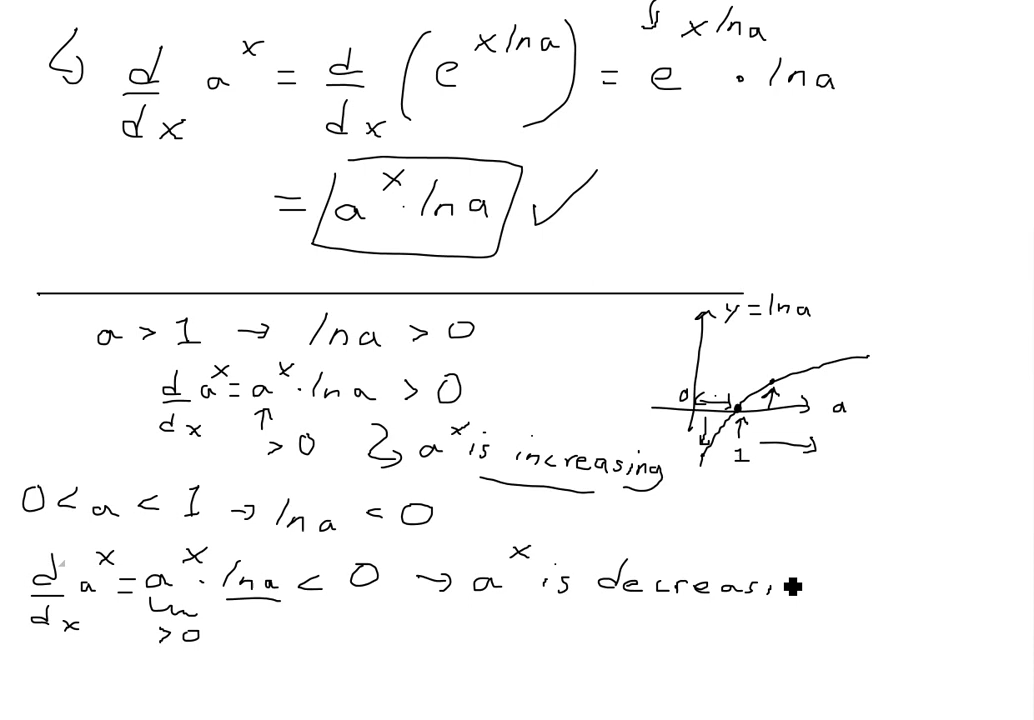 ↳ d/dx a^x = d/dx (e^(x ln a)) = e^(x ln a) · ln a
= a^x · ln a ✓
a > 1 → ln a > 0
d/dx a^x = a^x · ln a > 0
> 0 ↳ a^x is increasing
y = ln a
0
a
1
0 < a < 1 → ln a < 0
d/dx a^x = a^x · ln a < 0 → a^x is decreasi
> 0